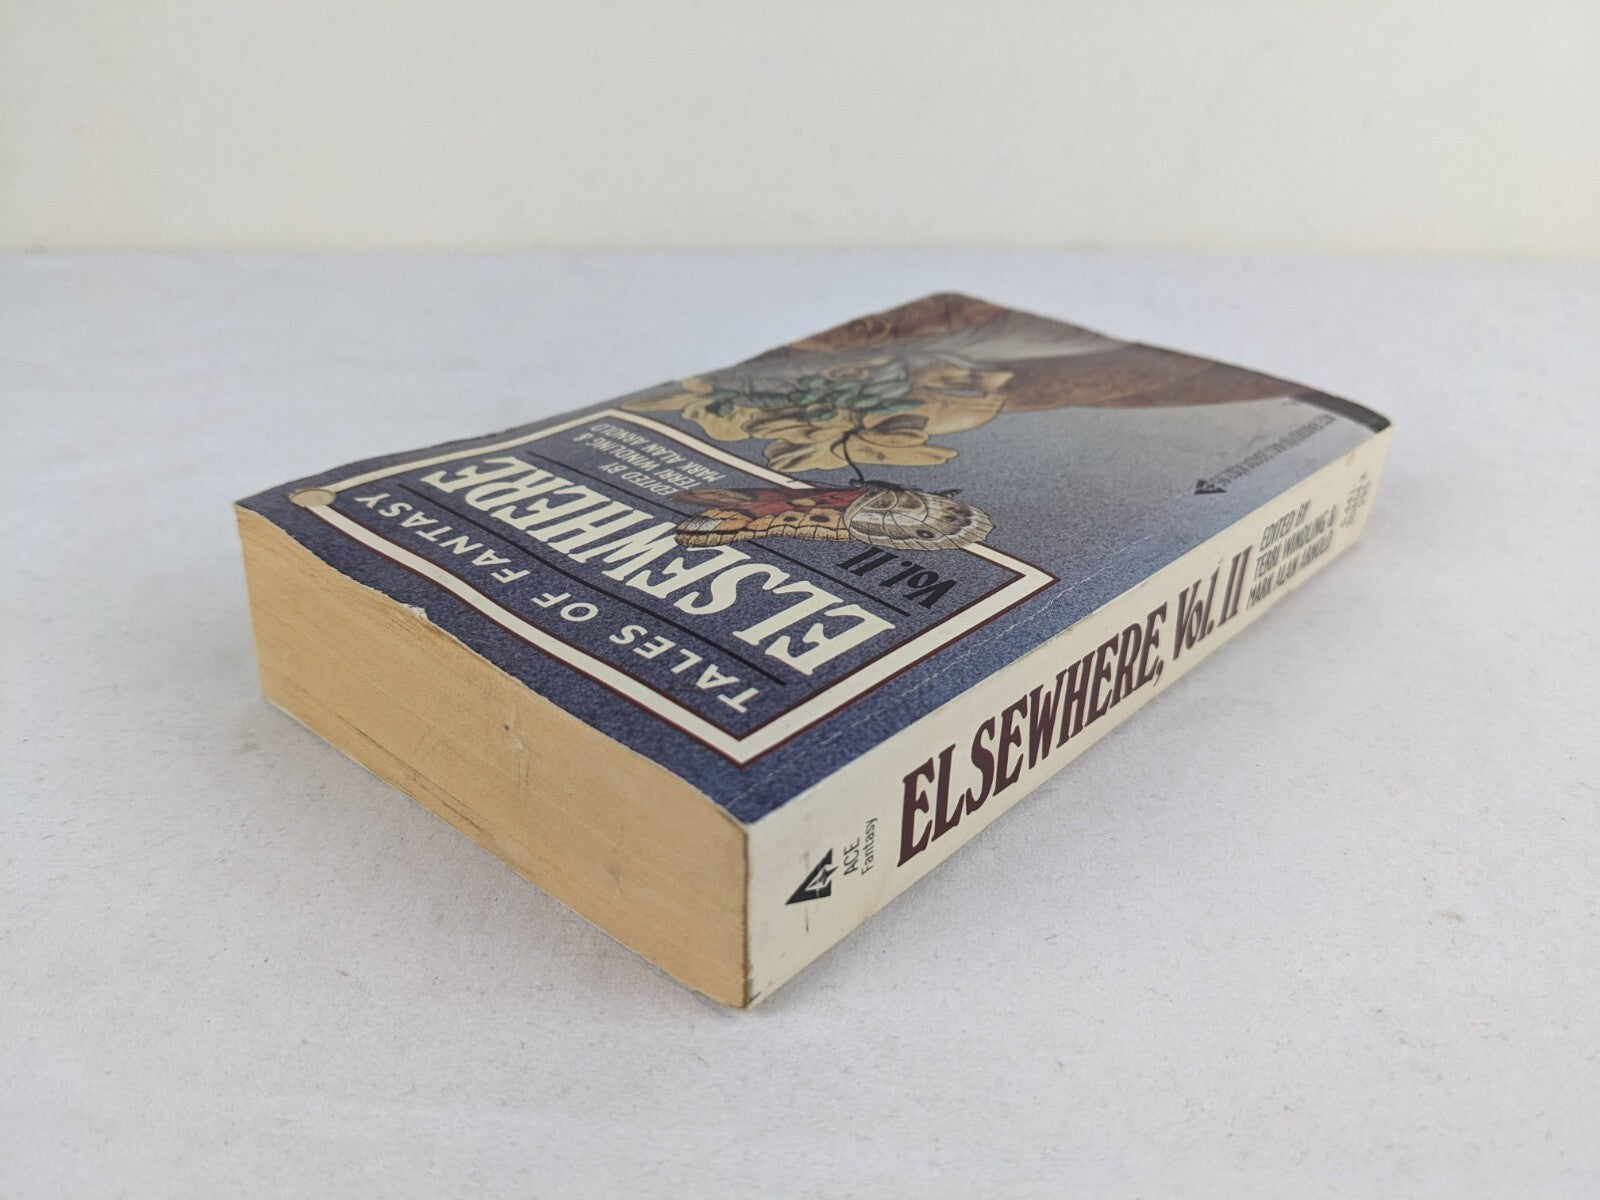 TALES OF FANTASY
ELSEWHERE
Vol. II
EDITED BY
TERRI WINDLING &
MARK ALAN ARNOLD
ACE
Fantasy
ELSEWHERE, Vol. II
EDITED BY
TERRI WINDLING &
MARK ALAN ARNOLD